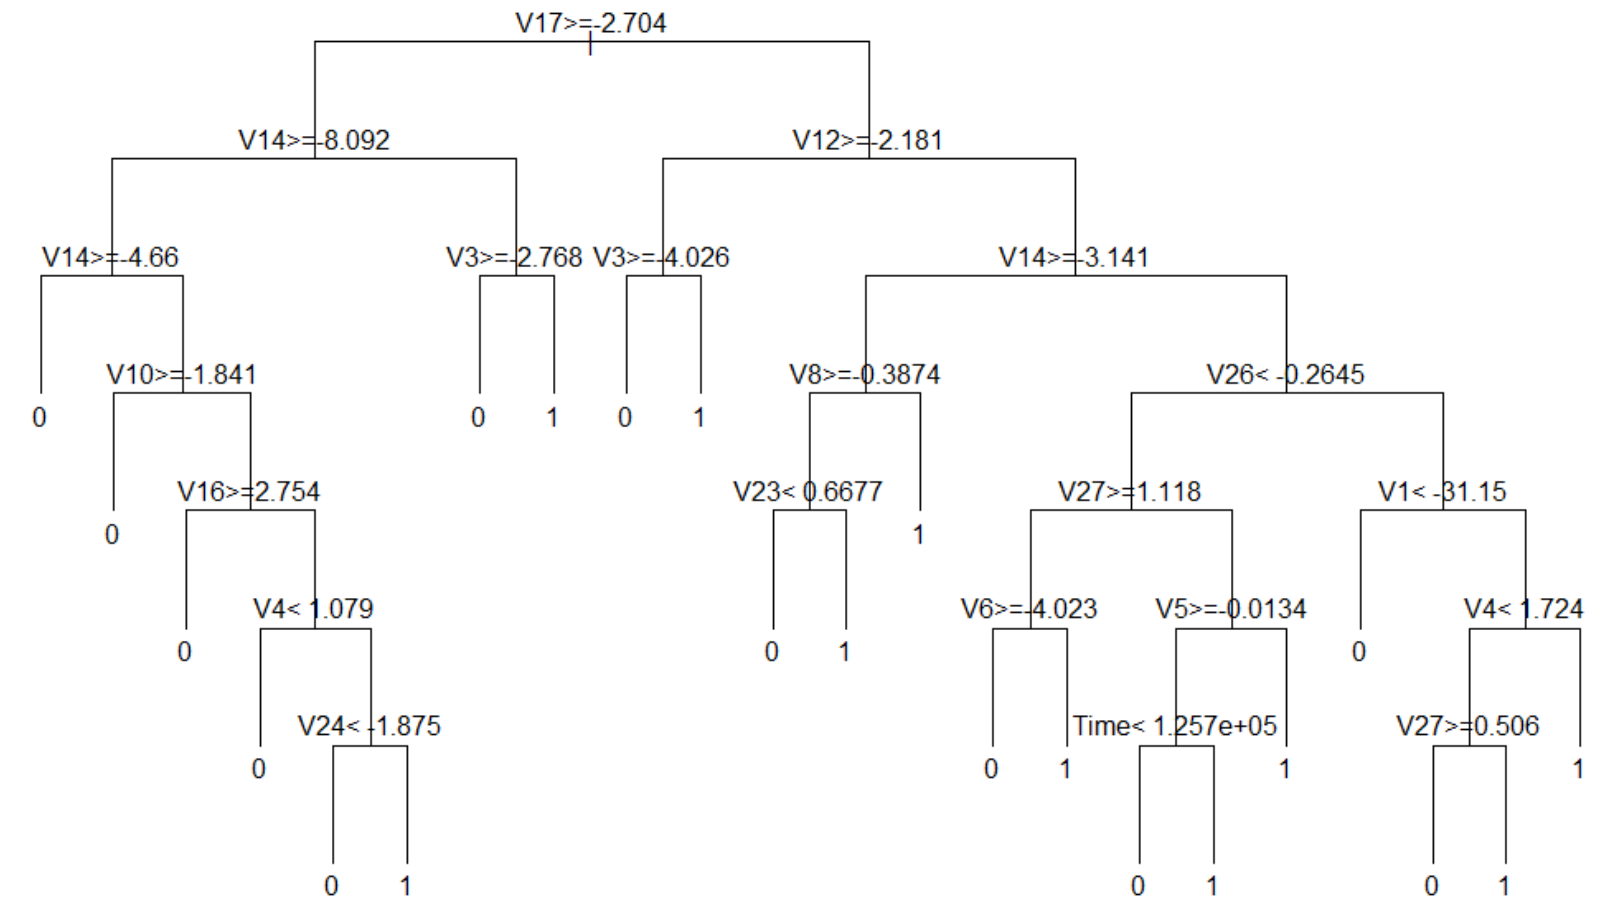 V17>=-2.704
V14>=-8.092
V12>=-2.181
V14>=-4.66
V3>=-2.768
V3>=-4.026
V14>=-3.141
V10>=-1.841
V8>=-0.3874
V26< -0.2645
0
0
1
0
1
V16>=2.754
V23< 0.6677
V27>=1.118
V1< -31.15
0
1
V4< 1.079
V6>=-4.023
V5>=-0.0134
V4< 1.724
0
0
1
0
V24< -1.875
Time< 1.257e+05
V27>=0.506
0
0
1
1
1
0
1
0
1
0
1